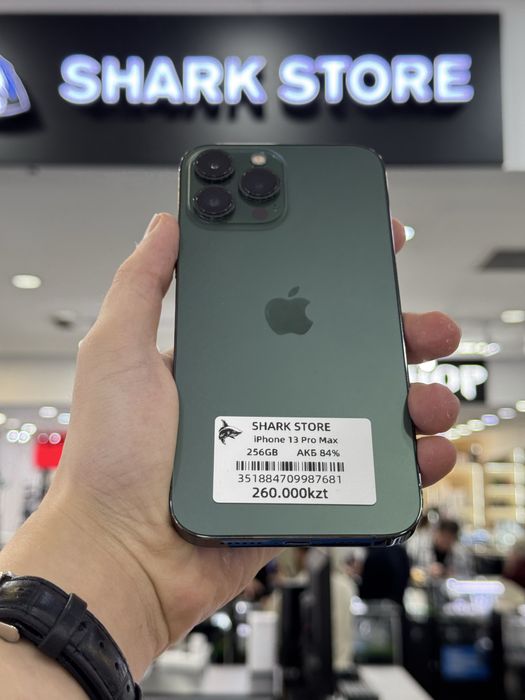 SHARK STORE
SHARK STORE
iPhone 13 Pro Max
256GB АКБ 84%
351884709987681
260.000kzt